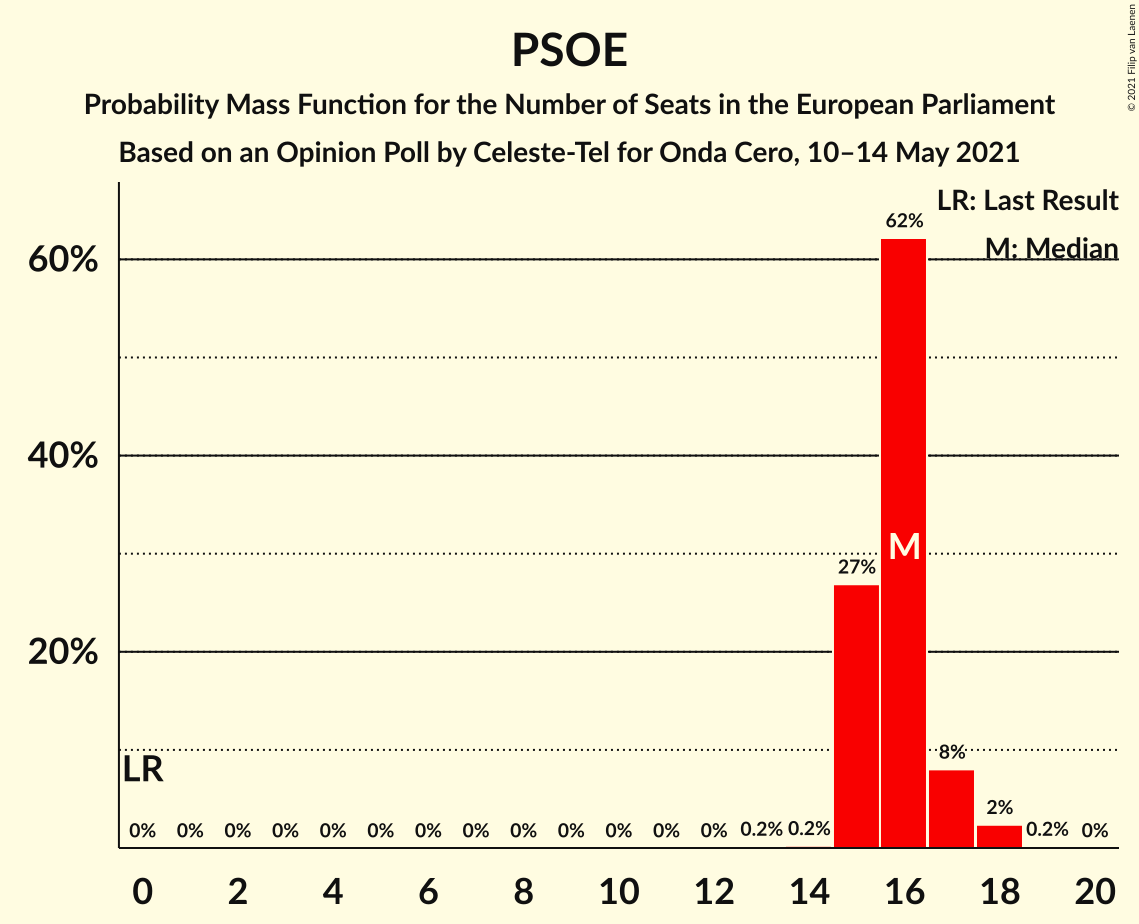 PSOE
Probability Mass Function for the Number of Seats in the European Parliament
Based on an Opinion Poll by Celeste-Tel for Onda Cero, 10–14 May 2021
© 2021 Filip van Laenen
LR: Last Result
M: Median
60%
40%
20%
62%
M
27%
8%
2%
LR
0% 0% 0% 0% 0% 0% 0% 0% 0% 0% 0% 0% 0% 0.2% 0.2% 0.2% 0%
0 2 4 6 8 10 12 14 16 18 20